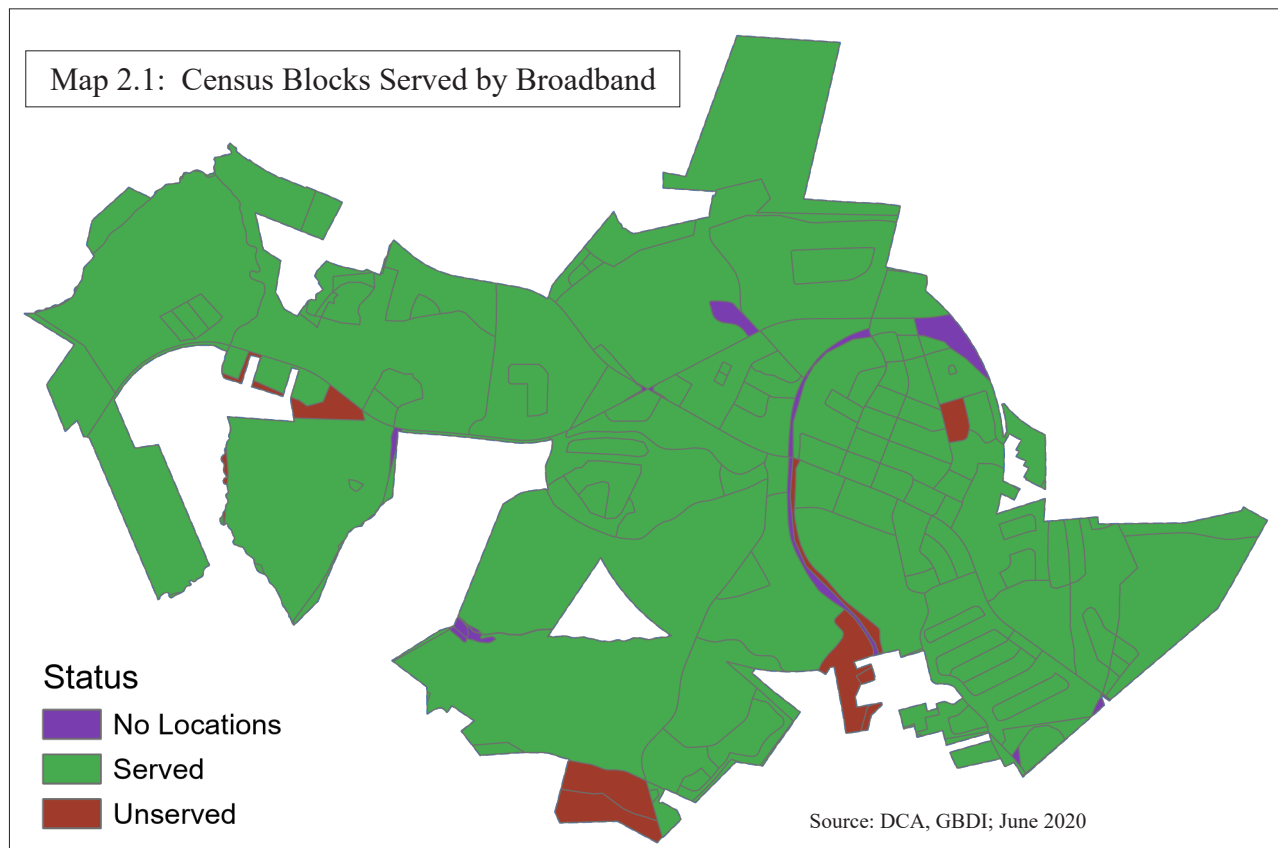 Map 2.1: Census Blocks Served by Broadband
Status
No Locations
Served
Unserved
Source: DCA, GBDI; June 2020